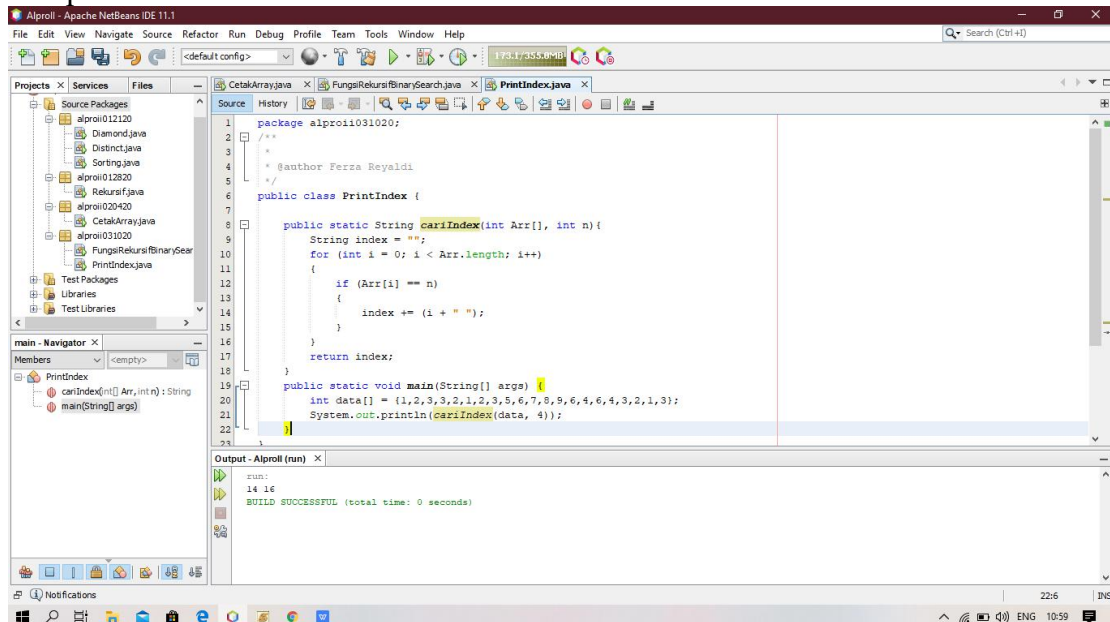 Alproll - Apache NetBeans IDE 11.1
File Edit View Navigate Source Refactor Run Debug Profile Team Tools Window Help
Search (Ctrl+I)
<default config>
Projects Services Files
Source Packages
alproii012120
Diamond.java
Distinct.java
Sorting.java
alproii012820
Rekursif.java
alproii020420
CetakArray.java
alproii031020
FungsiRekursifBinarySear
PrintIndex.java
Test Packages
Libraries
Test Libraries
main - Navigator
Members <empty>
PrintIndex
cariIndex(int[] Arr, int n) : String
main(String[] args)
CetakArray.java FungsiRekursifBinarySearch.java PrintIndex.java
Source History
1 package alproii031020;
2 /**
3 *
4 * @author Ferza Reyaldi
5 */
6 public class PrintIndex {
7
8 public static String cariIndex(int Arr[], int n){
9 String index = "";
10 for (int i = 0; i < Arr.length; i++)
11 {
12 if (Arr[i] == n)
13 {
14 index += (i + " ");
15 }
16 }
17 return index;
18 }
19 public static void main(String[] args) {
20 int data[] = {1,2,3,3,2,1,2,3,5,6,7,8,9,6,4,6,4,3,2,1,3};
21 System.out.println(cariIndex(data, 4));
22 }
23 }
Output - Alproll (run)
run:
14 16
BUILD SUCCESSFUL (total time: 0 seconds)
Notifications
22:6 INS
ENG 10:59